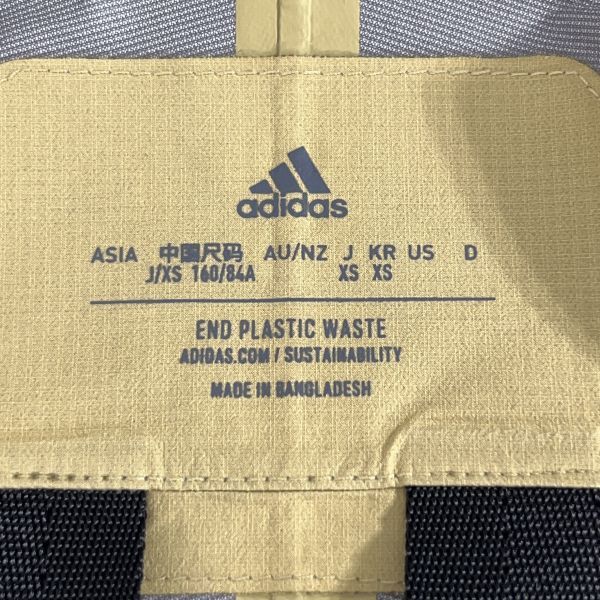 adidas
ASIA 中国尺码 AU/NZ J KR US D
J/XS 160/84A XS XS
END PLASTIC WASTE
ADIDAS.COM / SUSTAINABILITY
MADE IN BANGLADESH